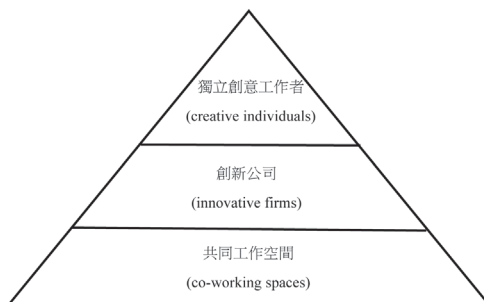 獨立創意工作者
(creative individuals)
創新公司
(innovative firms)
共同工作空間
(co-working spaces)